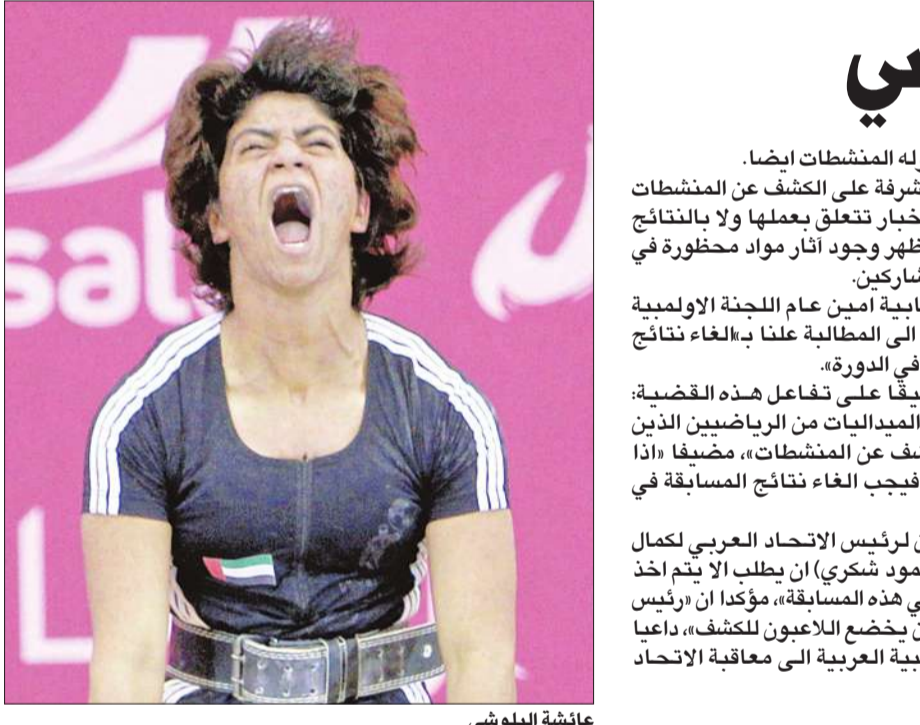 له المنشطات ايضا.
شرفة على الكشف عن المنشطات
خبار تتعلق بعملها ولا بالنتائج
ظهر وجود آثار مواد محظورة في
شاركين.
ابية امين عام اللجنة الاولمبية
الى المطالبة علنا بـ«الغاء نتائج
في الدورة».
يقا على تفاعل هذه القضية:
الميداليات من الرياضيين الذين
شف عن المنشطات»، مضيفا «اذا
فيجب الغاء نتائج المسابقة في
ن لرئيس الاتحاد العربي لكمال
مود شكري) ان يطلب الا يتم اخذ
ي هذه المسابقة»، مؤكدا ان «رئيس
ن يخضع اللاعبون للكشف»، داعيا
بية العربية الى معاقبة الاتحاد
sal
عائشة البلوشي